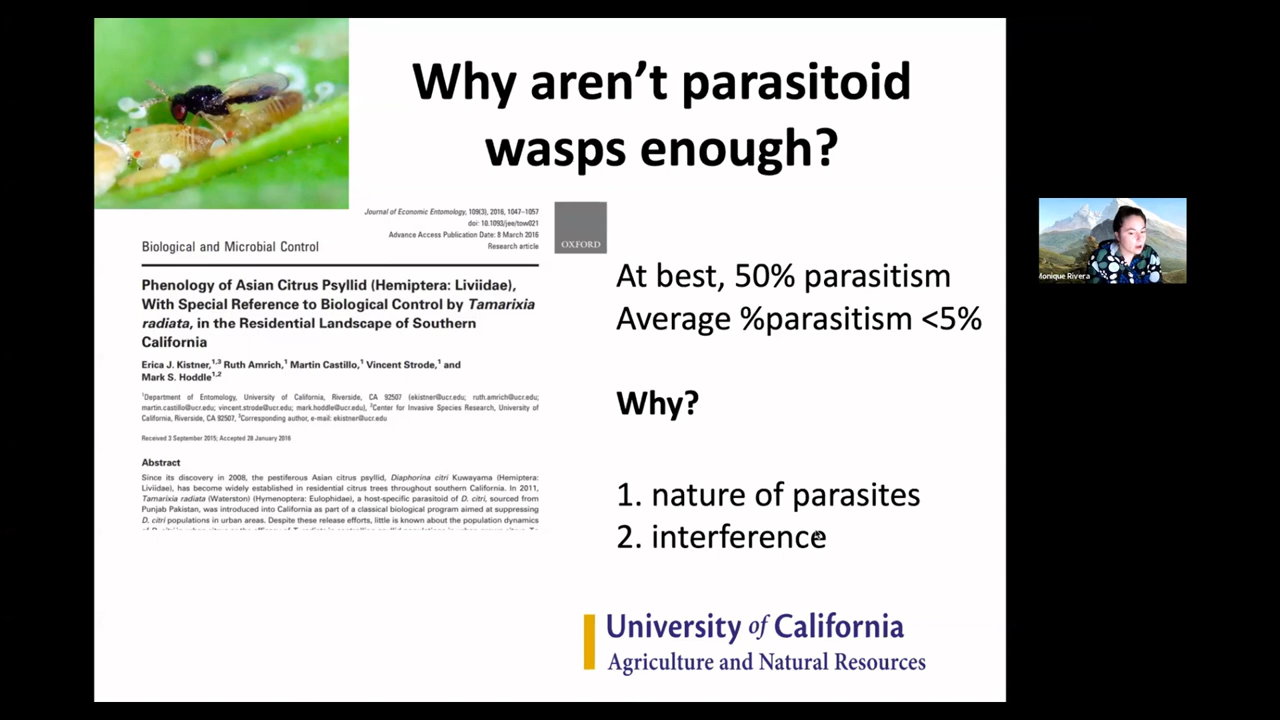 Why aren't parasitoid
wasps enough?
Journal of Economic Entomology, 109(3), 2016, 1047–1057
doi: 10.1093/jee/tow021
Advance Access Publication Date: 8 March 2016
Research article
OXFORD
Biological and Microbial Control
Phenology of Asian Citrus Psyllid (Hemiptera: Liviidae),
With Special Reference to Biological Control by Tamarixia
radiata, in the Residential Landscape of Southern
California
Erica J. Kistner,1,3 Ruth Amrich,1 Martin Castillo,1 Vincent Strode,1 and
Mark S. Hoddle1,2
1Department of Entomology, University of California, Riverside, CA 92507 (ekistner@ucr.edu; ruth.amrich@ucr.edu;
martin.castillo@ucr.edu; vincent.strode@ucr.edu; mark.hoddle@ucr.edu), 2Center for Invasive Species Research, University of
California, Riverside, CA 92507, 3Corresponding author, e-mail: ekistner@ucr.edu
Received 3 September 2015; Accepted 28 January 2016
Abstract
Since its discovery in 2008, the pestiferous Asian citrus psyllid, Diaphorina citri Kuwayama (Hemiptera:
Liviidae), has become widely established in residential citrus trees throughout southern California. In 2011,
Tamarixia radiata (Waterston) (Hymenoptera: Eulophidae), a host-specific parasitoid of D. citri, sourced from
Punjab Pakistan, was introduced into California as part of a classical biological program aimed at suppressing
D. citri populations in urban areas. Despite these release efforts, little is known about the population dynamics
At best, 50% parasitism
Average %parasitism <5%
Why?
1. nature of parasites
2. interference
University of California
Agriculture and Natural Resources
Monique Rivera